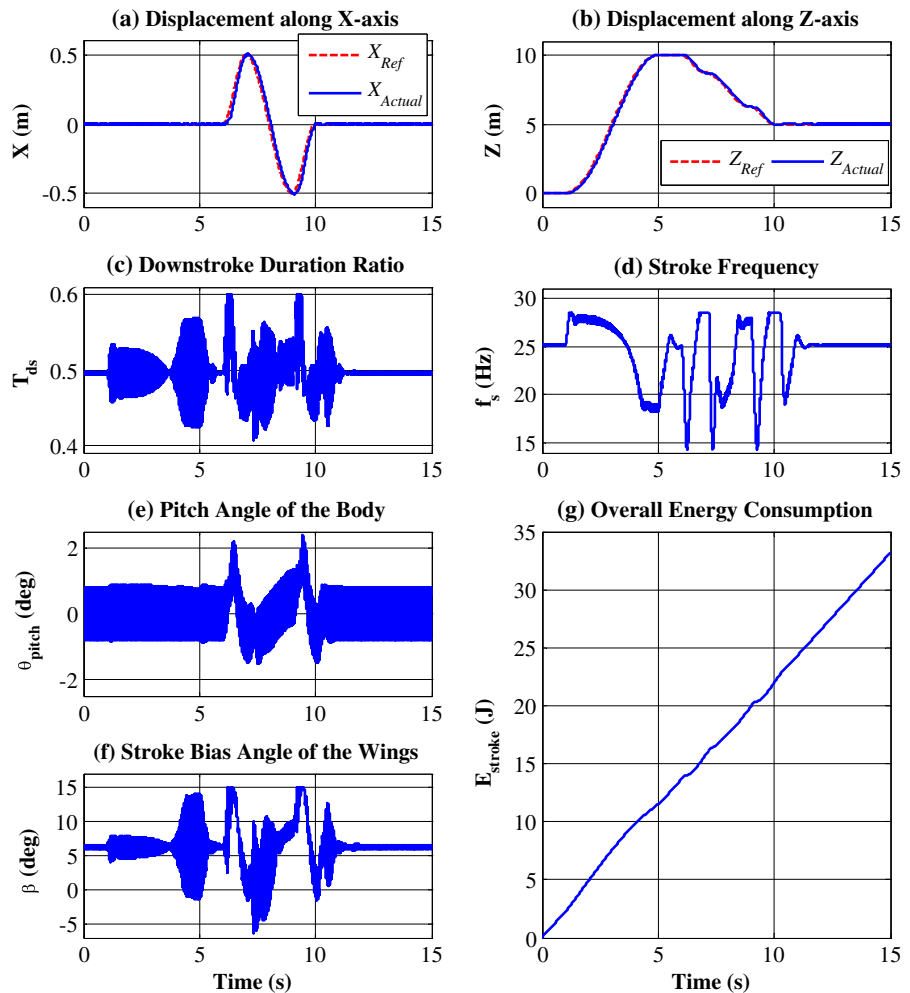 (a) Displacement along X-axis
X (m)
0.5
0
-0.5
X_Ref
X_Actual
0 5 10 15
(b) Displacement along Z-axis
Z (m)
10
5
0
Z_Ref Z_Actual
0 5 10 15
(c) Downstroke Duration Ratio
T_ds
0.6
0.5
0.4
0 5 10 15
(d) Stroke Frequency
f_s (Hz)
30
25
20
15
0 5 10 15
(e) Pitch Angle of the Body
θ_pitch (deg)
2
0
-2
0 5 10 15
(f) Stroke Bias Angle of the Wings
β (deg)
15
10
5
0
-5
0 5 10 15
Time (s)
(g) Overall Energy Consumption
E_stroke (J)
35
30
25
20
15
10
5
0
0 5 10 15
Time (s)